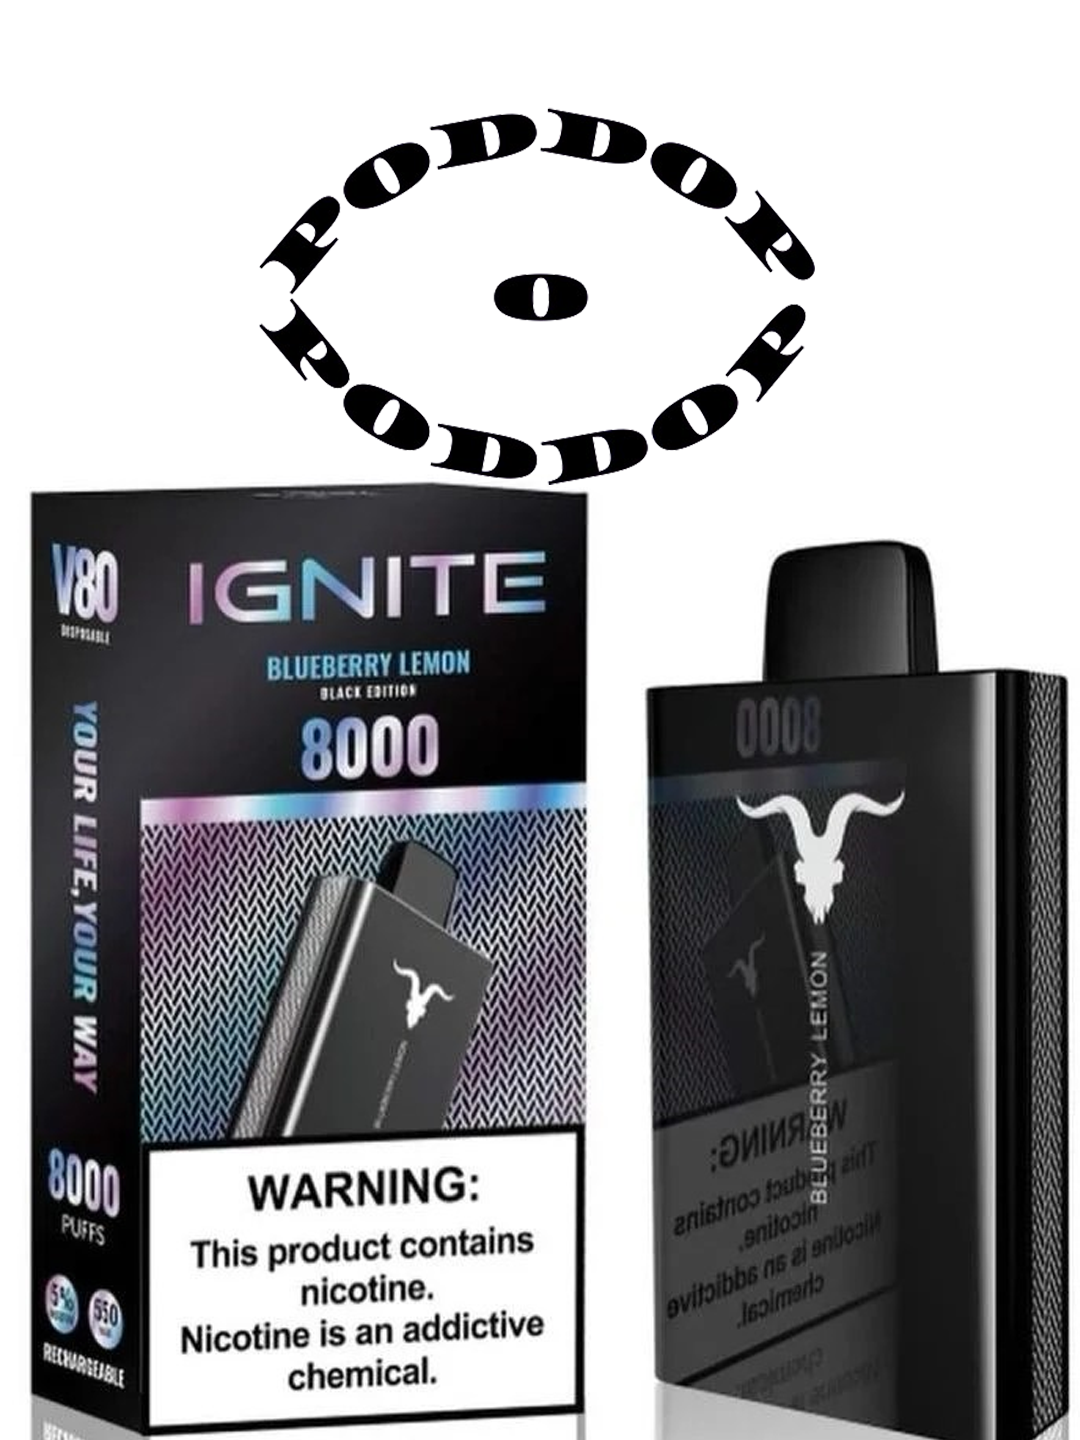 PODDOP
O
PODDOP
V80
DISPOSABLE
YOUR LIFE, YOUR WAY
8000
PUFFS
5%
550
RECHARGEABLE
IGNITE
BLUEBERRY LEMON
BLACK EDITION
8000
WARNING:
This product contains
nicotine.
Nicotine is an addictive
chemical.
8000
BLUEBERRY LEMON
WARNING:
This product contains
nicotine.
Nicotine is an addictive
chemical.